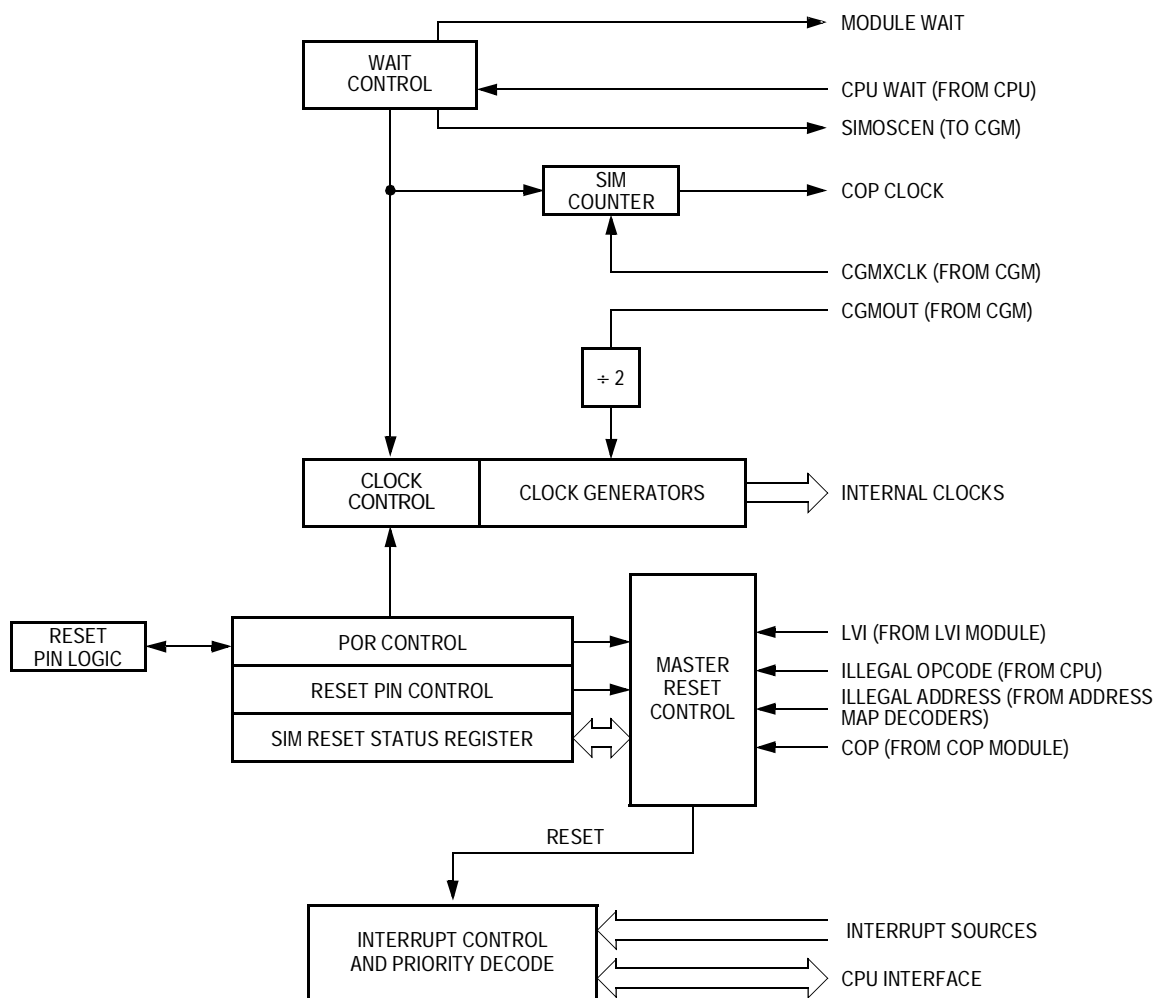 MODULE WAIT
WAIT
CONTROL
CPU WAIT (FROM CPU)
SIMOSCEN (TO CGM)
SIM
COUNTER
COP CLOCK
CGMXCLK (FROM CGM)
CGMOUT (FROM CGM)
÷ 2
CLOCK
CONTROL
CLOCK GENERATORS
INTERNAL CLOCKS
RESET
PIN LOGIC
POR CONTROL
RESET PIN CONTROL
SIM RESET STATUS REGISTER
MASTER
RESET
CONTROL
LVI (FROM LVI MODULE)
ILLEGAL OPCODE (FROM CPU)
ILLEGAL ADDRESS (FROM ADDRESS
MAP DECODERS)
COP (FROM COP MODULE)
RESET
INTERRUPT CONTROL
AND PRIORITY DECODE
INTERRUPT SOURCES
CPU INTERFACE